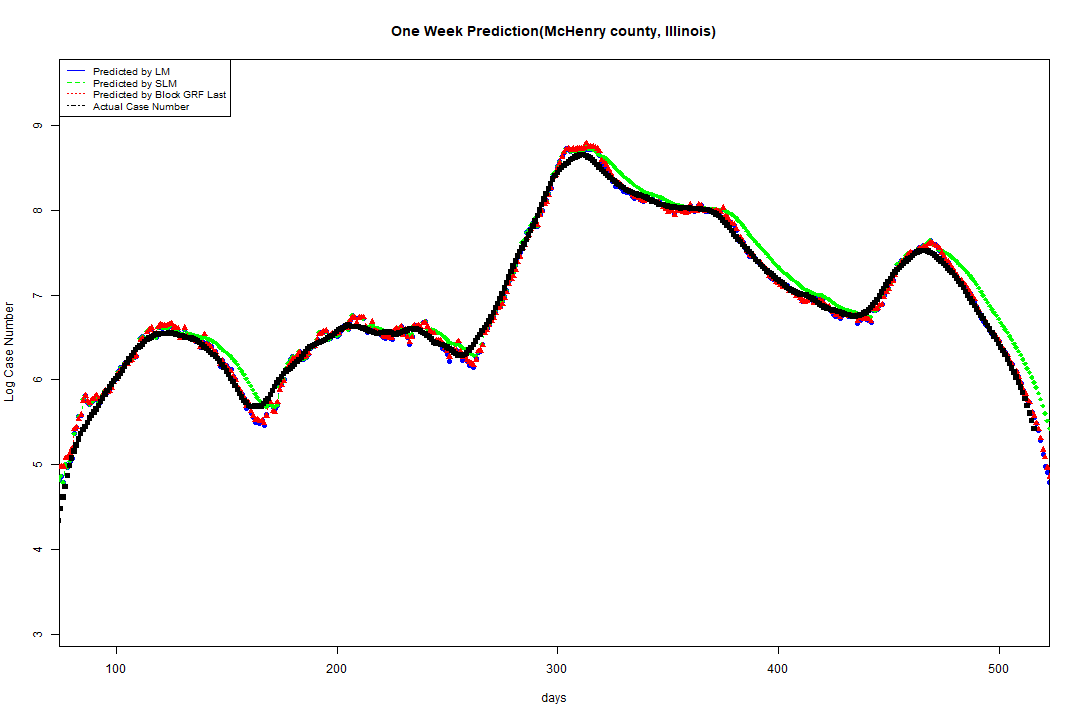 One Week Prediction(McHenry county, Illinois)
Predicted by LM
Predicted by SLM
Predicted by Block GRF Last
Actual Case Number
Log Case Number
9
8
7
6
5
4
3
100 200 300 400 500
days